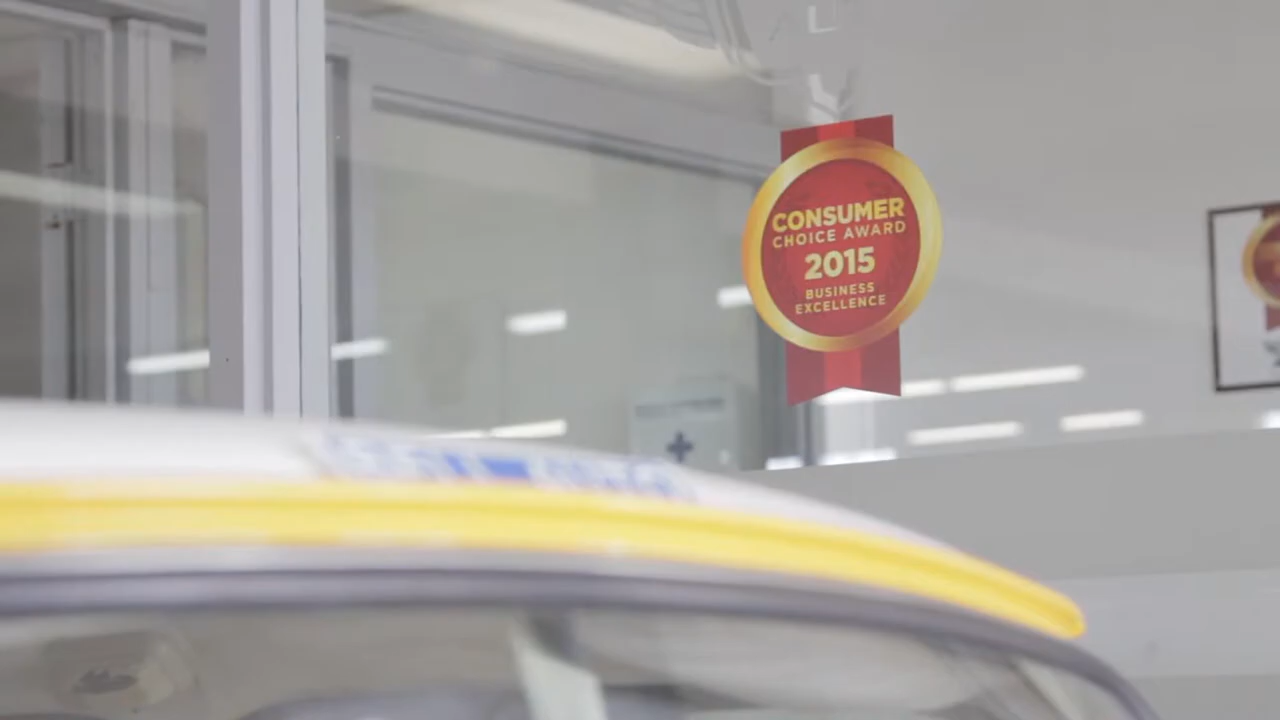 CONSUMER
CHOICE AWARD
2015
BUSINESS
EXCELLENCE